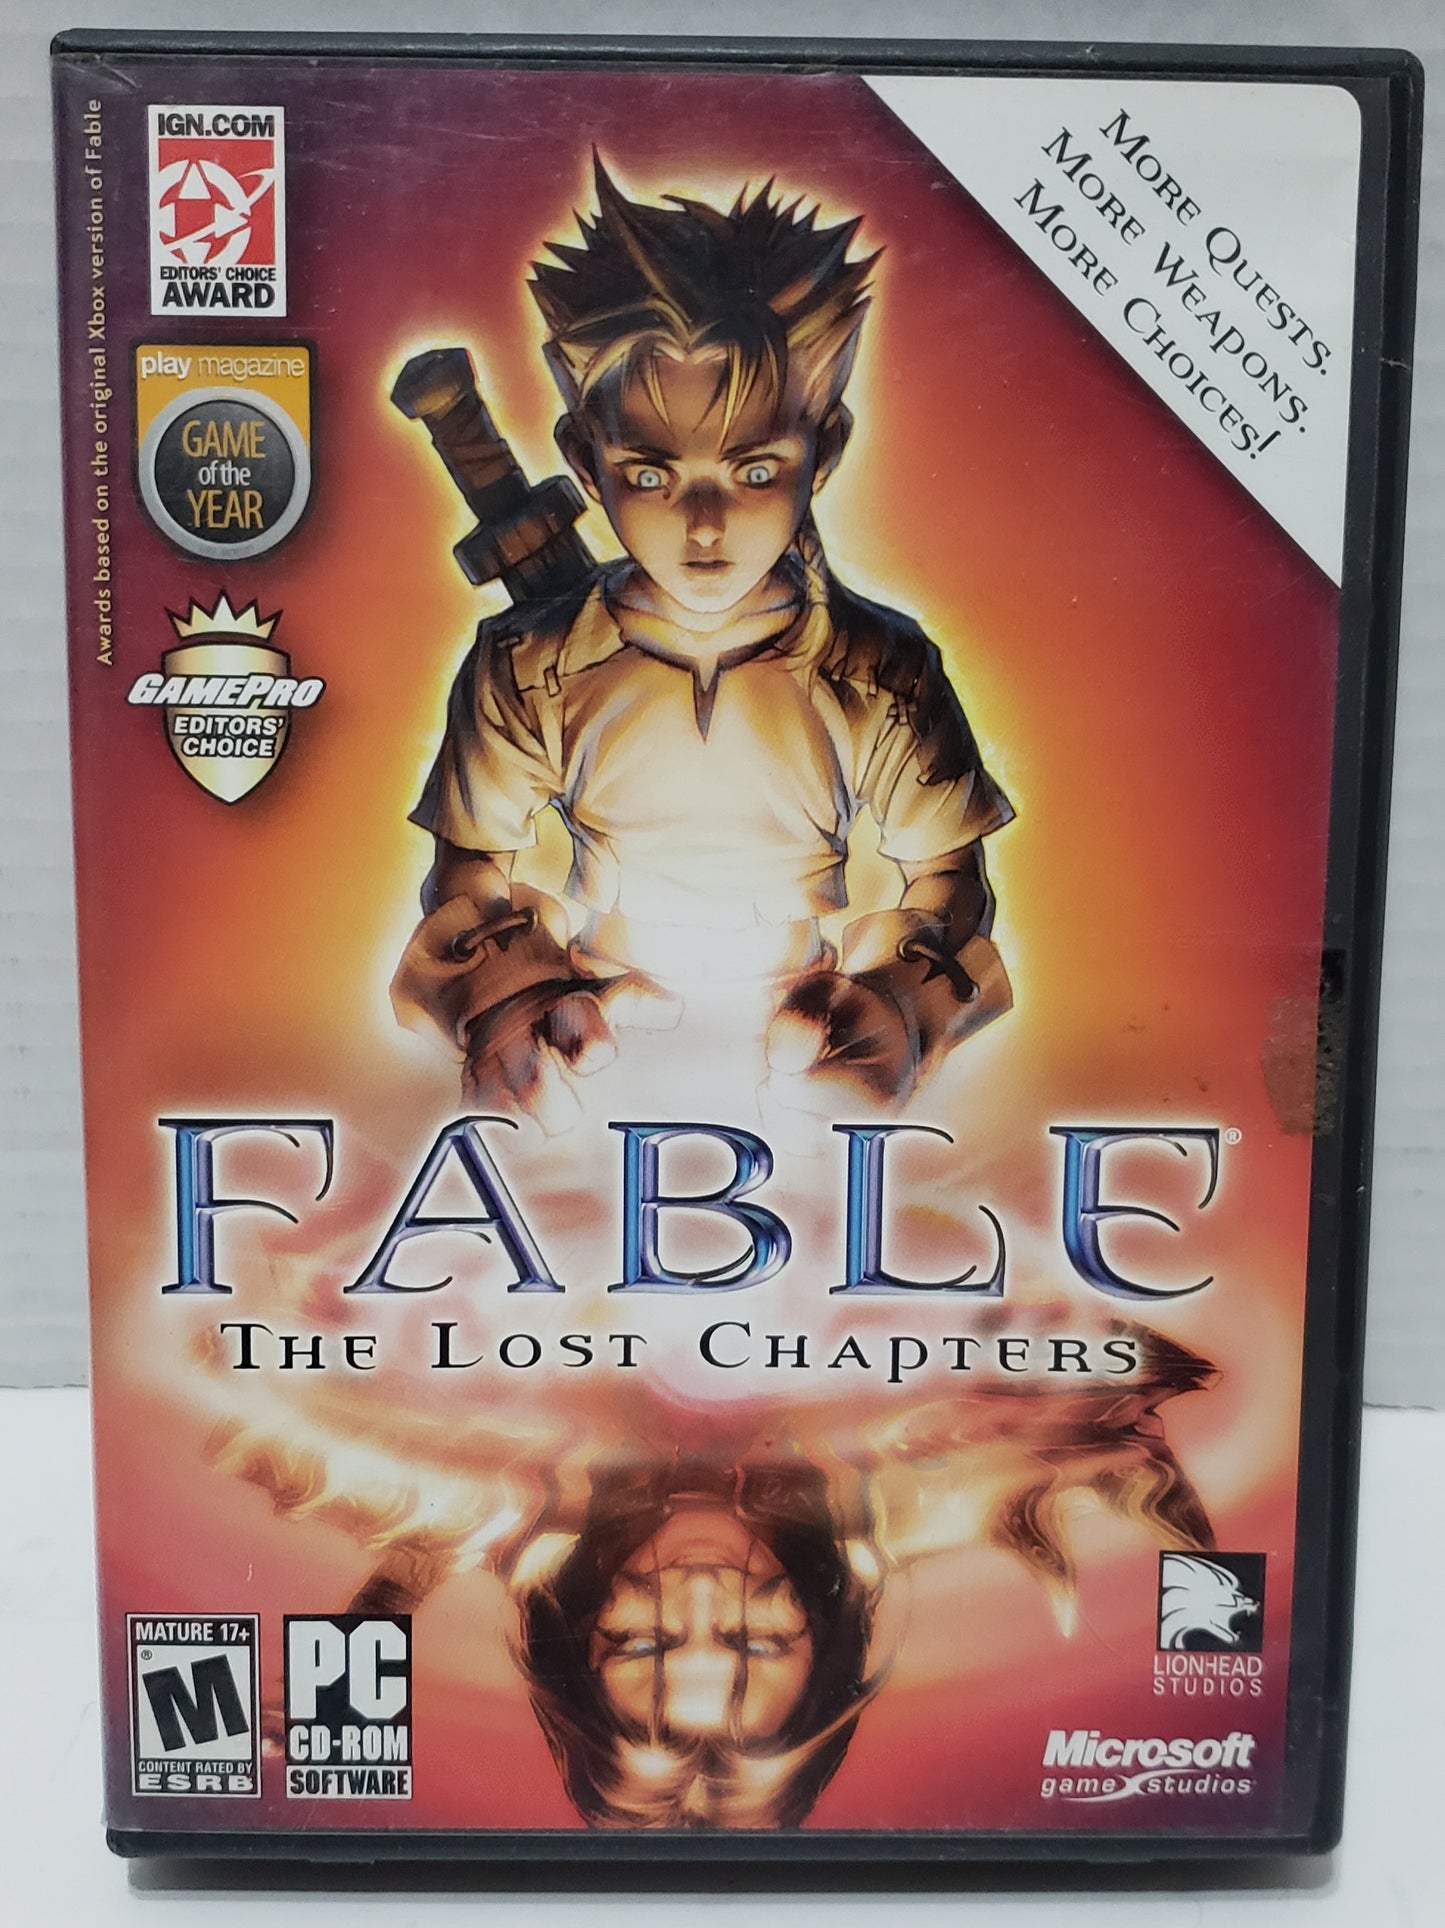 Awards based on the original Xbox version of Fable
IGN.COM
EDITORS' CHOICE
AWARD
play magazine
GAME
of the
YEAR
GAMEPRO
EDITORS'
CHOICE
MORE QUESTS.
MORE WEAPONS.
MORE CHOICES!
FABLE®
THE LOST CHAPTERS
MATURE 17+
®
M
CONTENT RATED BY
ESRB
PC
CD-ROM
SOFTWARE
LIONHEAD
STUDIOS
Microsoft
game studios